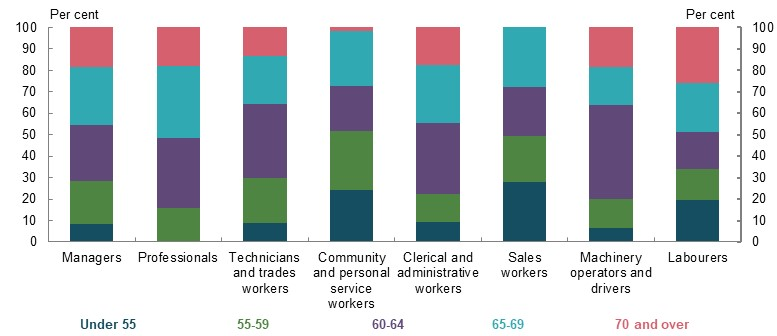 Per cent Per cent
100 100
90 90
80 80
70 70
60 60
50 50
40 40
30 30
20 20
10 10
0 0
Managers Professionals Technicians Community Clerical and Sales Machinery Labourers
and trades and personal administrative workers operators and
workers service workers drivers
workers
Under 55 55-59 60-64 65-69 70 and over